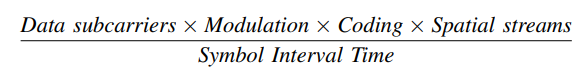 Data subcarriers × Modulation × Coding × Spatial streams
Symbol Interval Time